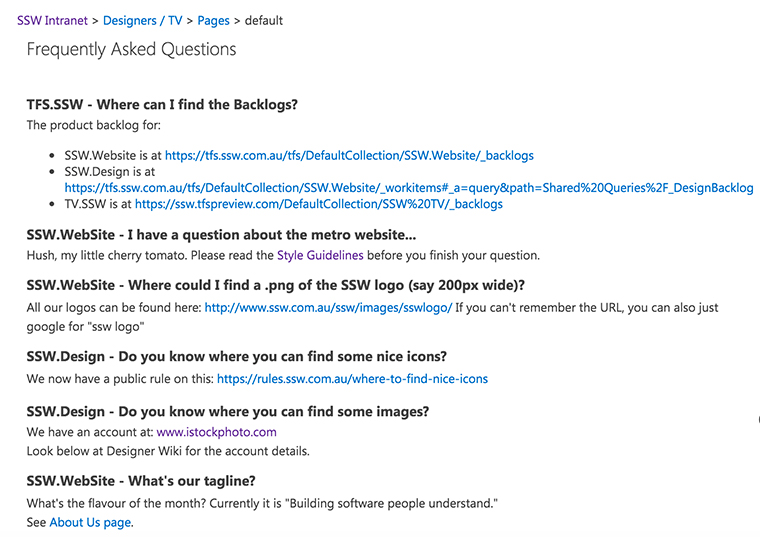 SSW Intranet > Designers / TV > Pages > default
Frequently Asked Questions
TFS.SSW - Where can I find the Backlogs?
The product backlog for:
• SSW.Website is at https://tfs.ssw.com.au/tfs/DefaultCollection/SSW.Website/_backlogs
• SSW.Design is at
https://tfs.ssw.com.au/tfs/DefaultCollection/SSW.Website/_workitems#_a=query&path=Shared%20Queries%2F_DesignBacklog
• TV.SSW is at https://ssw.tfspreview.com/DefaultCollection/SSW%20TV/_backlogs
SSW.WebSite - I have a question about the metro website...
Hush, my little cherry tomato. Please read the Style Guidelines before you finish your question.
SSW.WebSite - Where could I find a .png of the SSW logo (say 200px wide)?
All our logos can be found here: http://www.ssw.com.au/ssw/images/sswlogo/ If you can't remember the URL, you can also just
google for "ssw logo"
SSW.Design - Do you know where you can find some nice icons?
We now have a public rule on this: https://rules.ssw.com.au/where-to-find-nice-icons
SSW.Design - Do you know where you can find some images?
We have an account at: www.istockphoto.com
Look below at Designer Wiki for the account details.
SSW.WebSite - What's our tagline?
What's the flavour of the month? Currently it is "Building software people understand."
See About Us page.